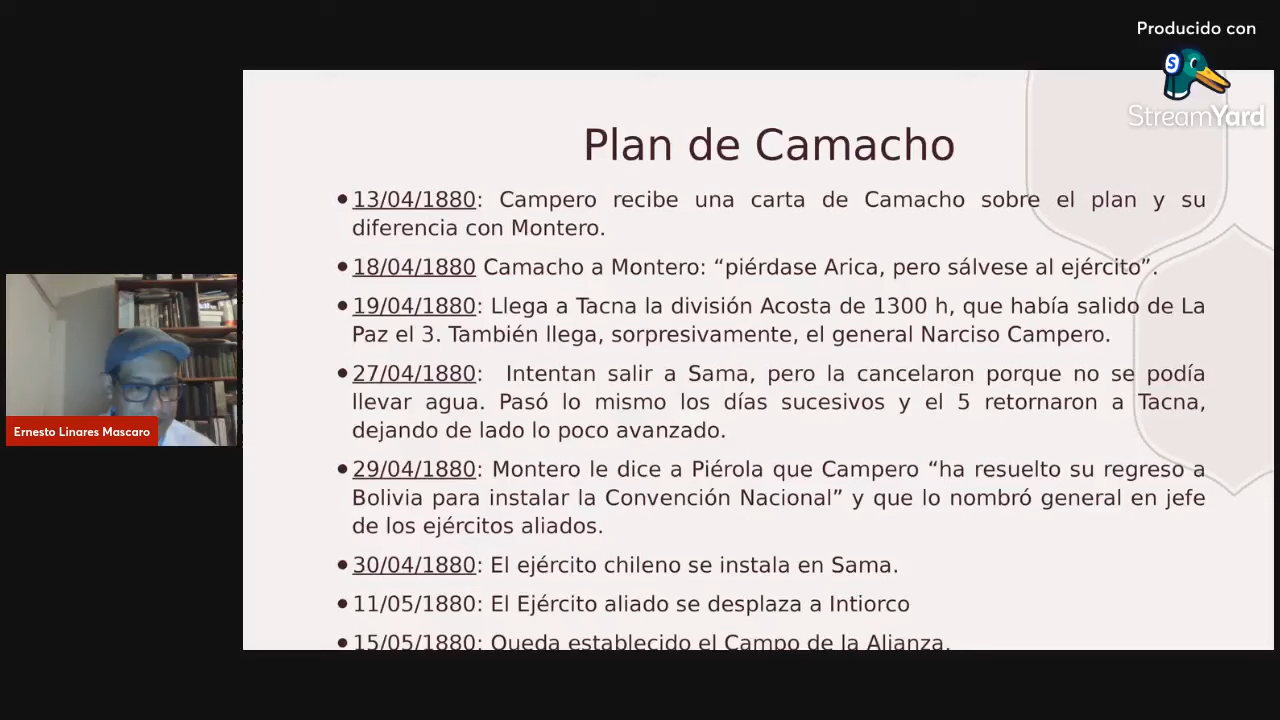 Producido con
StreamYard
Plan de Camacho
•13/04/1880: Campero recibe una carta de Camacho sobre el plan y su
diferencia con Montero.
•18/04/1880 Camacho a Montero: “piérdase Arica, pero sálvese al ejército”.
•19/04/1880: Llega a Tacna la división Acosta de 1300 h, que había salido de La
Paz el 3. También llega, sorpresivamente, el general Narciso Campero.
•27/04/1880: Intentan salir a Sama, pero la cancelaron porque no se podía
llevar agua. Pasó lo mismo los días sucesivos y el 5 retornaron a Tacna,
dejando de lado lo poco avanzado.
•29/04/1880: Montero le dice a Piérola que Campero “ha resuelto su regreso a
Bolivia para instalar la Convención Nacional” y que lo nombró general en jefe
de los ejércitos aliados.
•30/04/1880: El ejército chileno se instala en Sama.
•11/05/1880: El Ejército aliado se desplaza a Intiorco
•15/05/1880: Queda establecido el Campo de la Alianza.
Ernesto Linares Mascaro